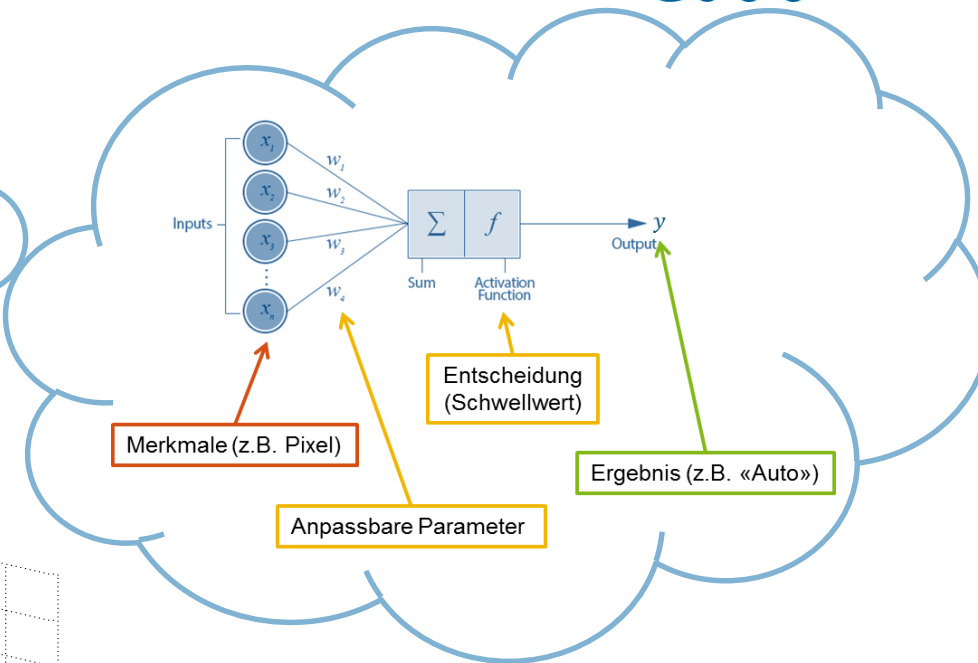 x1
w1
x2
w2
Inputs
x3
w3
Σ
f
y
Output
w4
Sum
Activation
Function
xn
Entscheidung
(Schwellwert)
Merkmale (z.B. Pixel)
Ergebnis (z.B. «Auto»)
Anpassbare Parameter